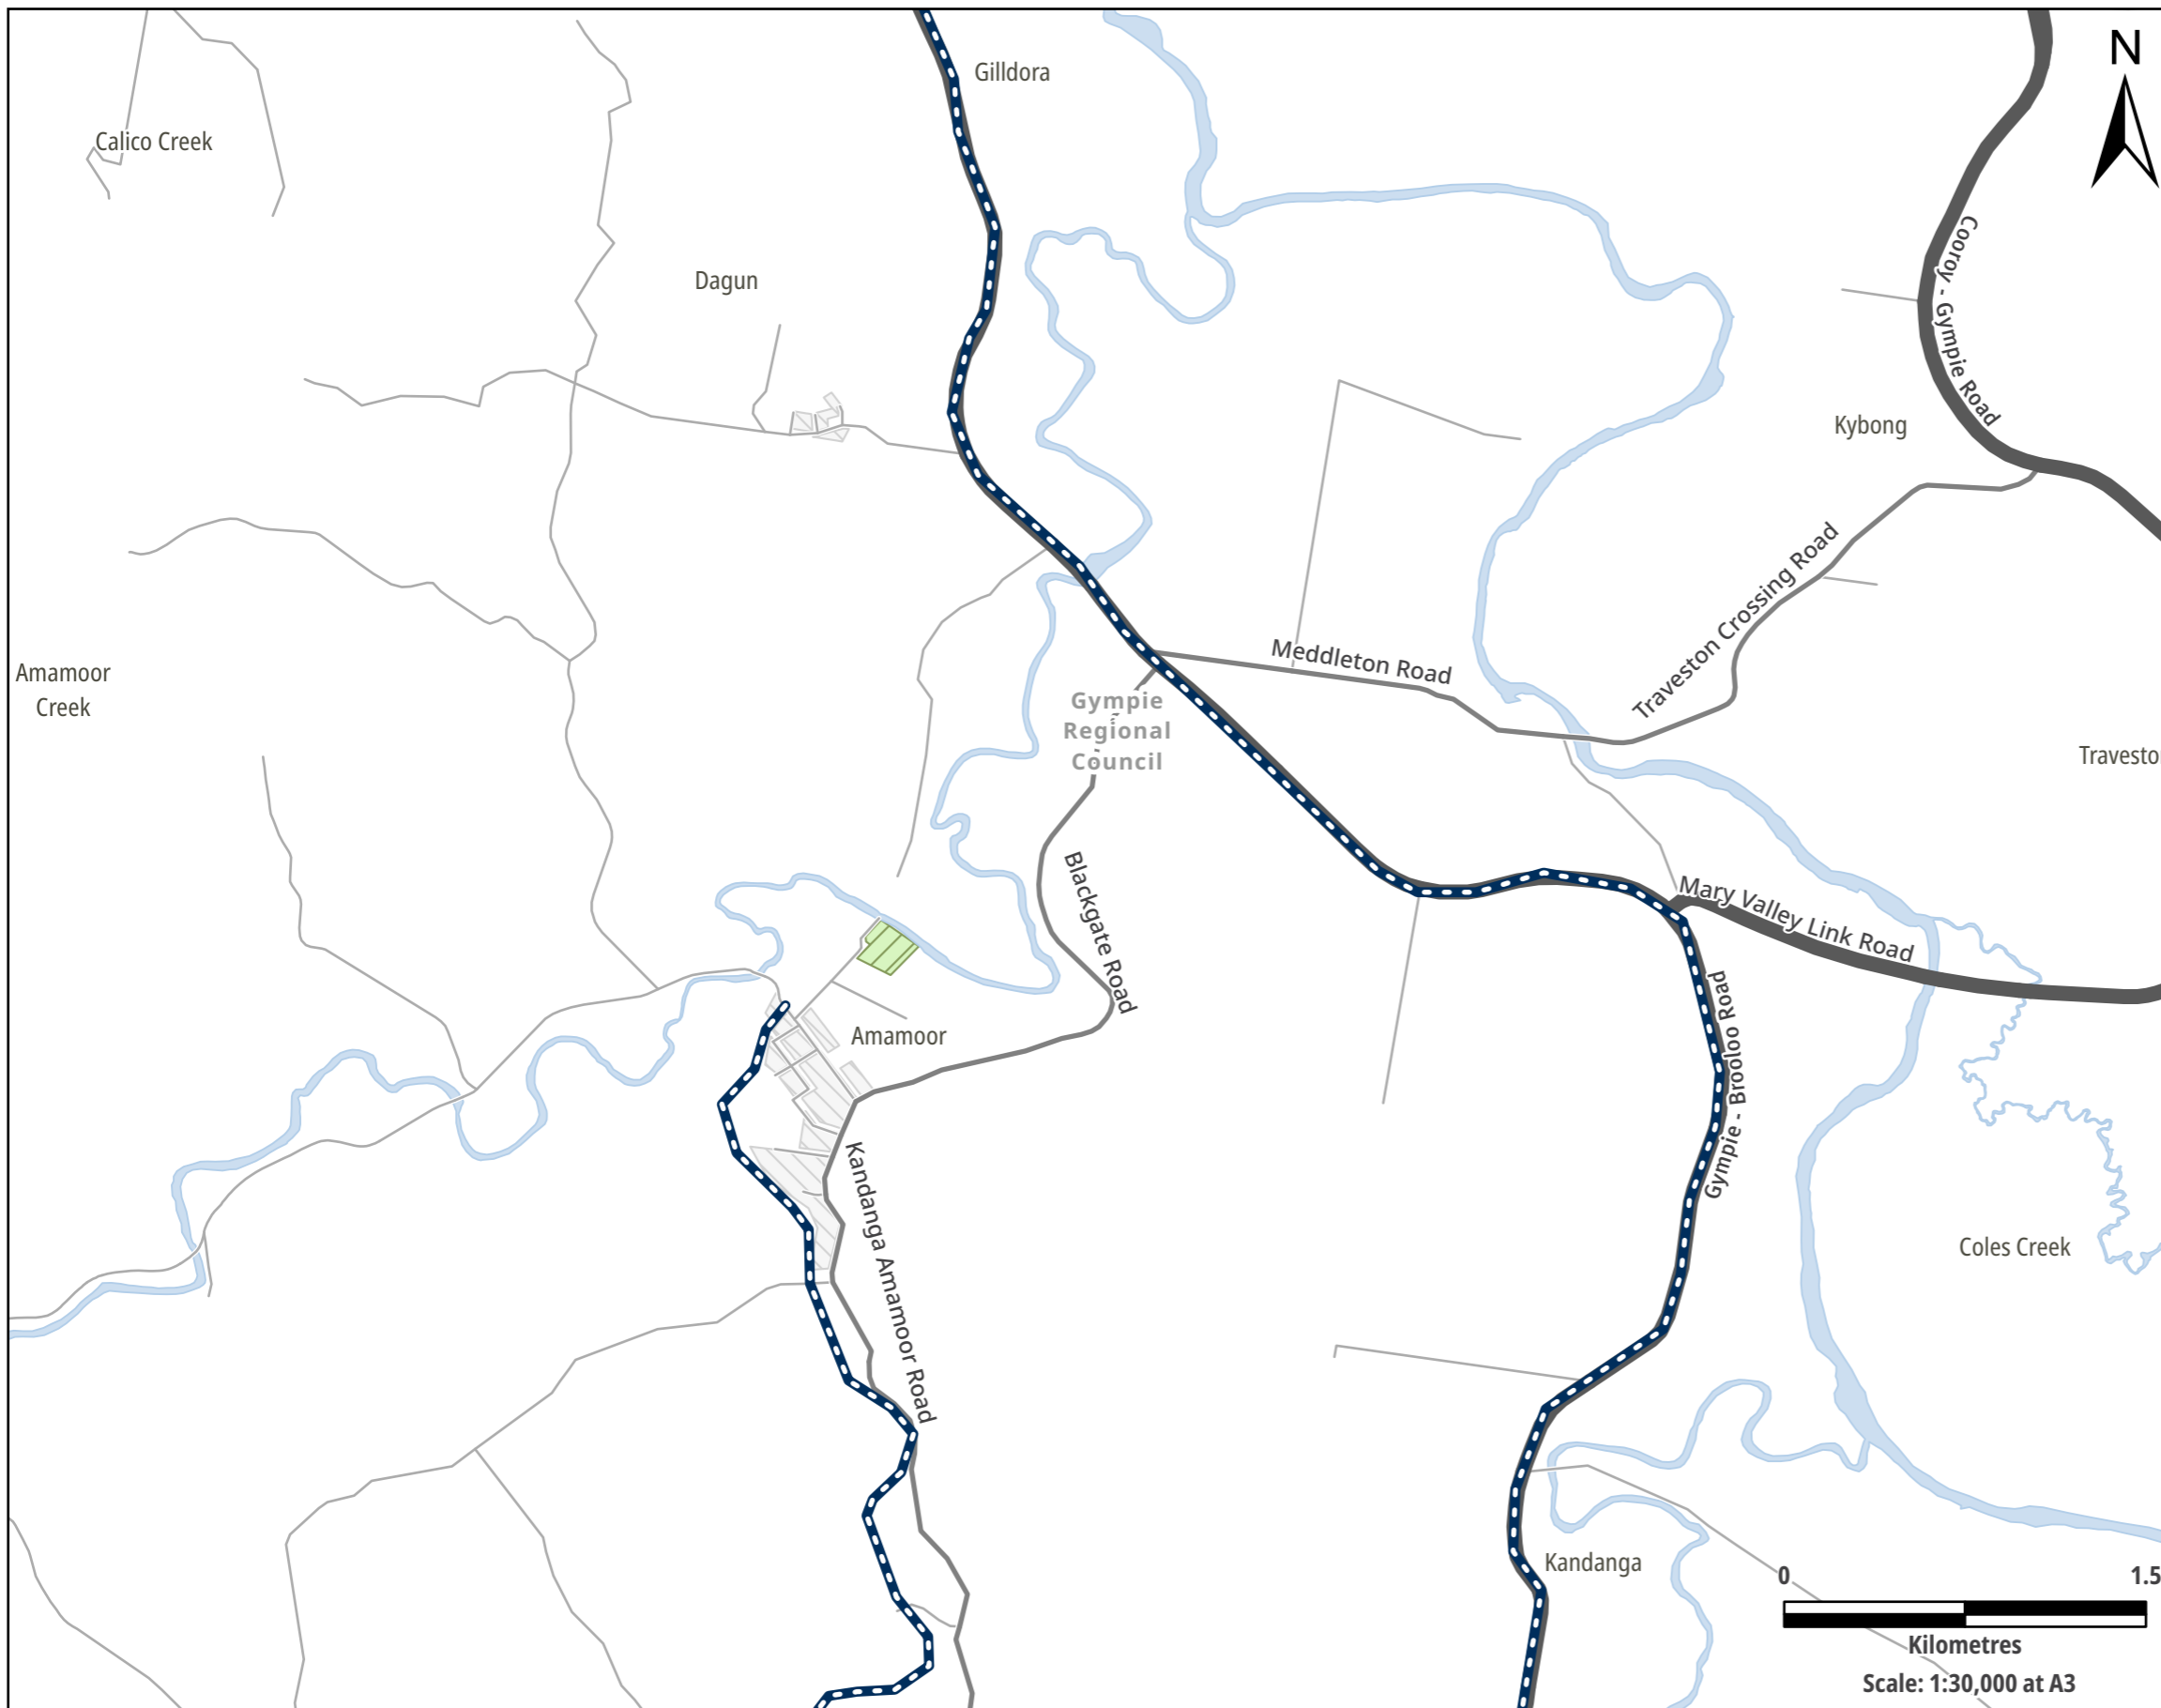 Gilldora
N
Calico Creek
Cooroy - Gympie Road
Dagun
Kybong
Traveston Crossing Road
Meddleton Road
Amamoor
Creek
Gympie
Regional
Council
Travesto
Blackgate Road
Mary Valley Link Road
Amamoor
Gympie - Brooloo Road
Kandanga Amamoor Road
Coles Creek
Kandanga
0
1.5
Kilometres
Scale: 1:30,000 at A3